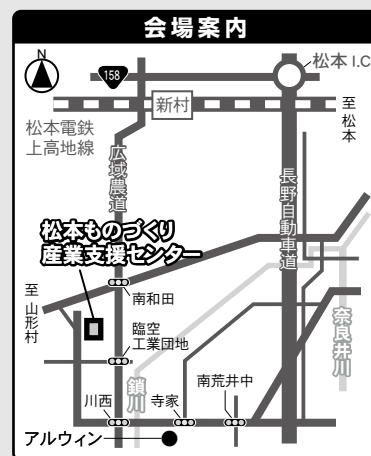 会場案内
N
158
松本 I.C
新村
至松本
松本電鉄
上高地線
広域農道
長野自動車道
松本ものづくり
産業支援センター
至山形村
南和田
臨空
工業団地
奈良井川
鎖川
川西
寺家
南荒井中
アルウィン